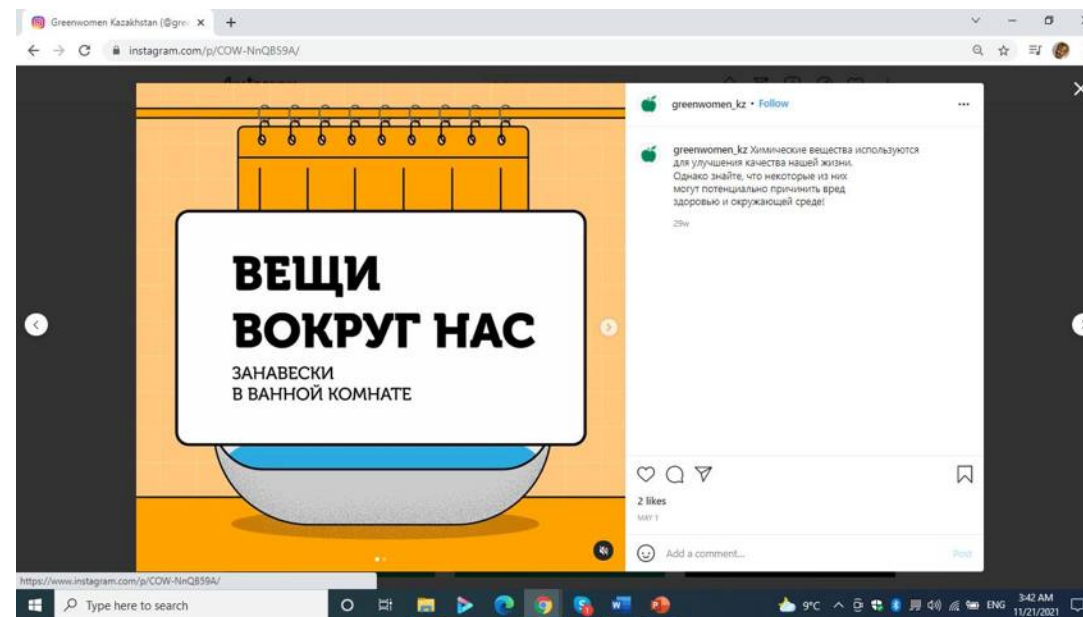 Greenwomen Kazakhstan (@gree
instagram.com/p/COW-NnQB59A/
ВЕЩИ
ВОКРУГ НАС
ЗАНАВЕСКИ
В ВАННОЙ КОМНАТЕ
greenwomen_kz • Follow
greenwomen_kz Химические вещества используются
для улучшения качества нашей жизни.
Однако знайте, что некоторые из них
могут потенциально причинить вред
здоровью и окружающей среде!
29w
2 likes
MAY 1
Add a comment...
Post
https://www.instagram.com/p/COW-NnQB59A/
Type here to search
9°C
ENG
3:42 AM
11/21/2021